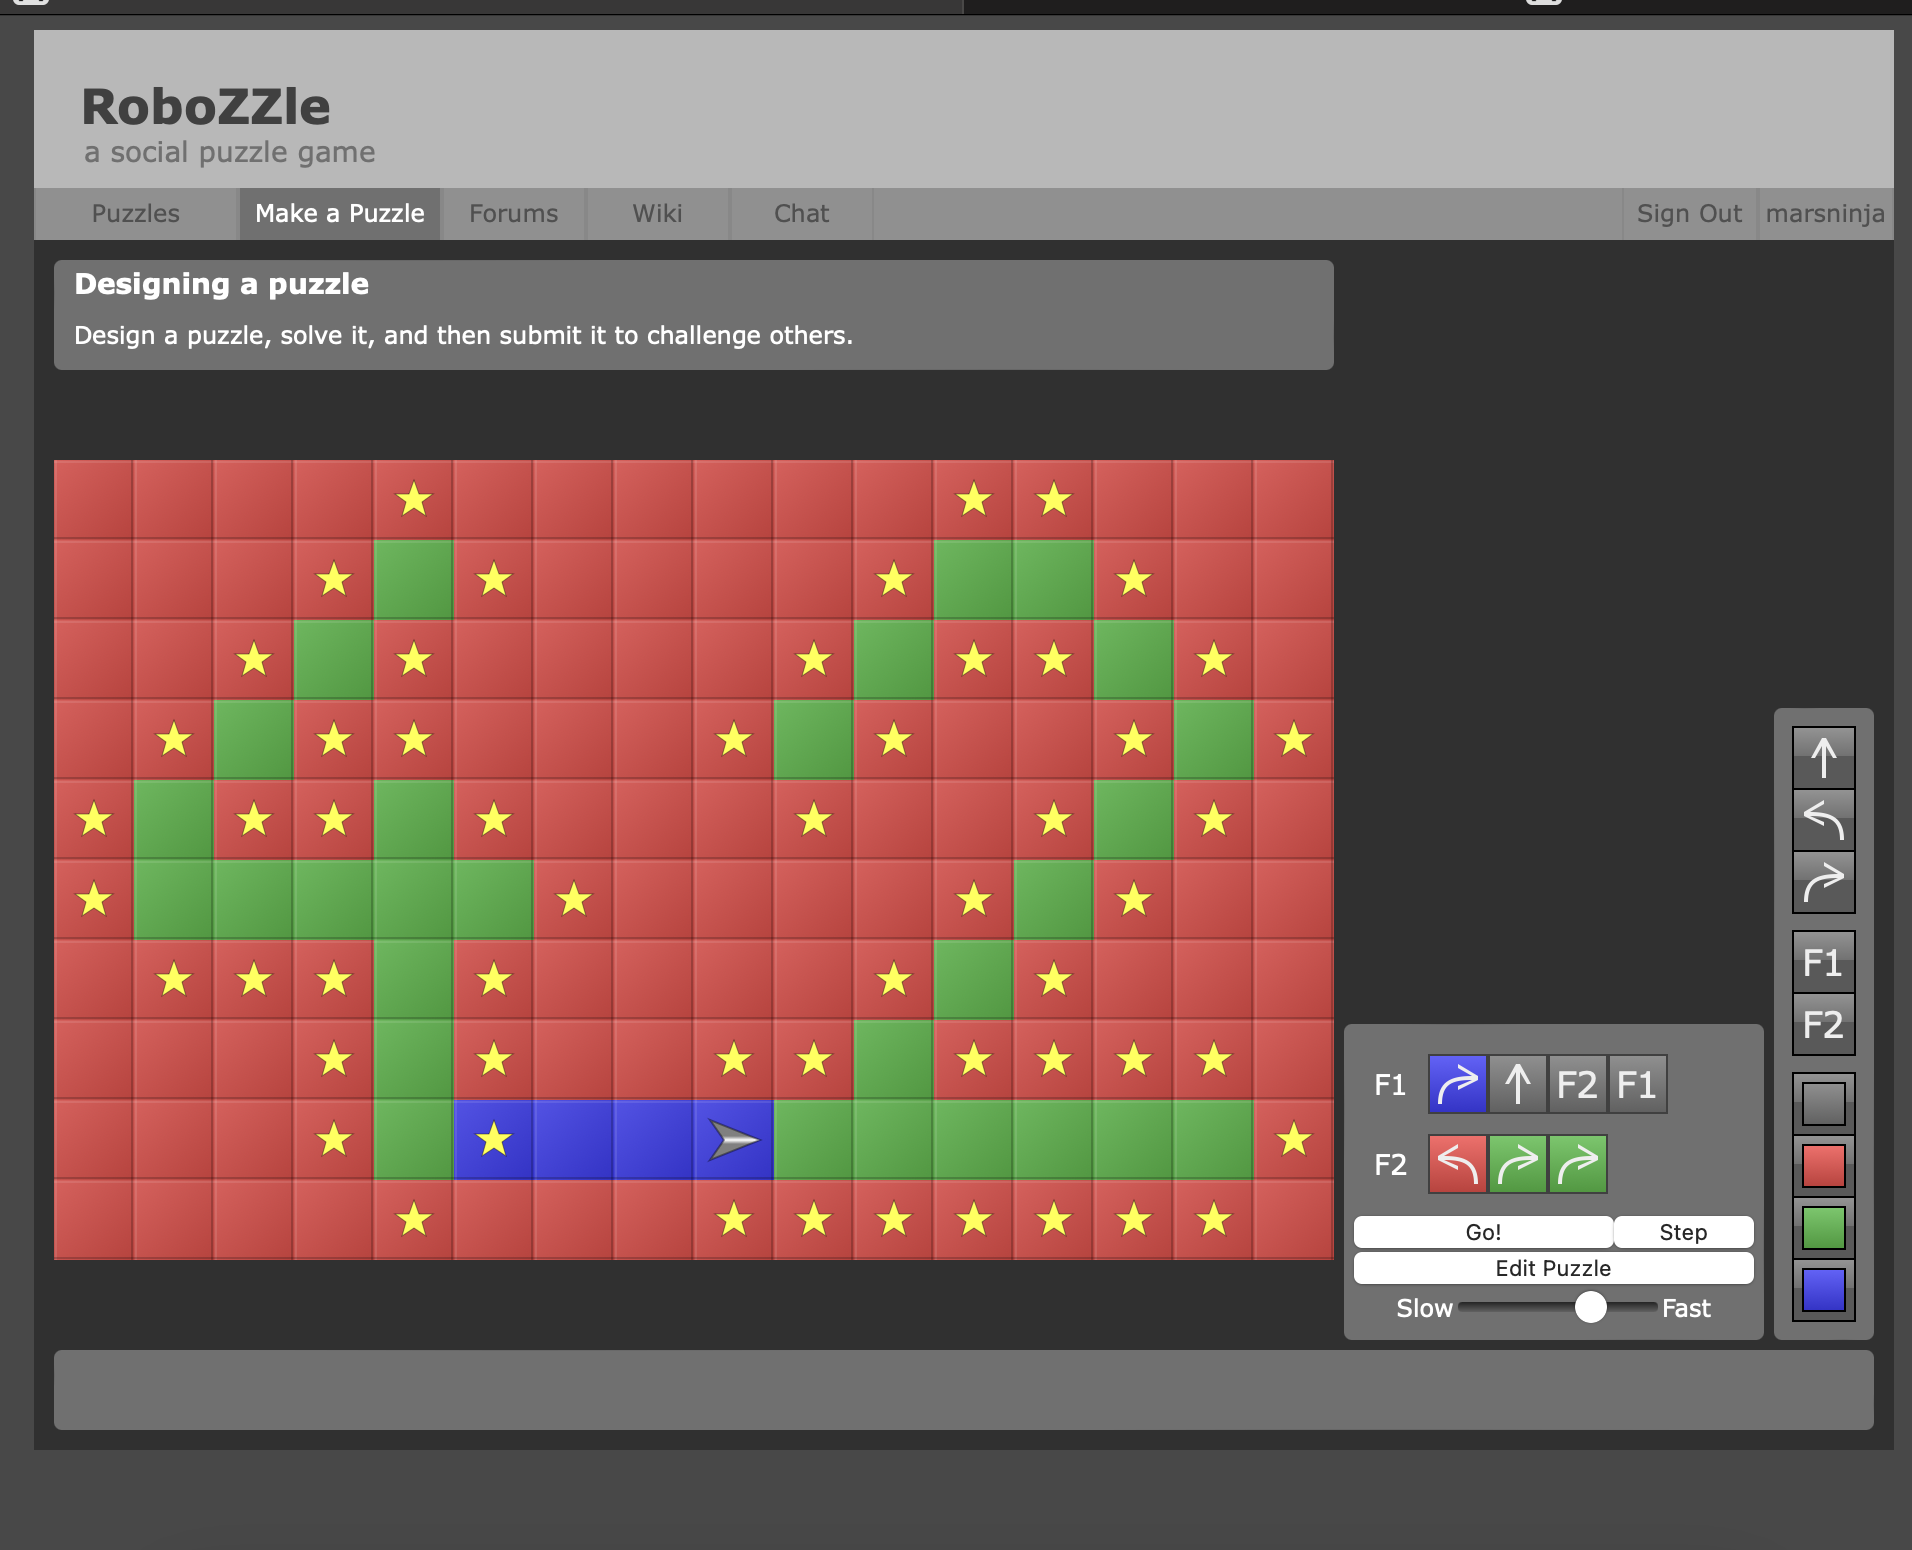 RoboZZle
a social puzzle game
Puzzles Make a Puzzle Forums Wiki Chat Sign Out marsninja
Designing a puzzle
Design a puzzle, solve it, and then submit it to challenge others.
F1
F2
F1 F2 F1
F2
Go! Step
Edit Puzzle
Slow Fast